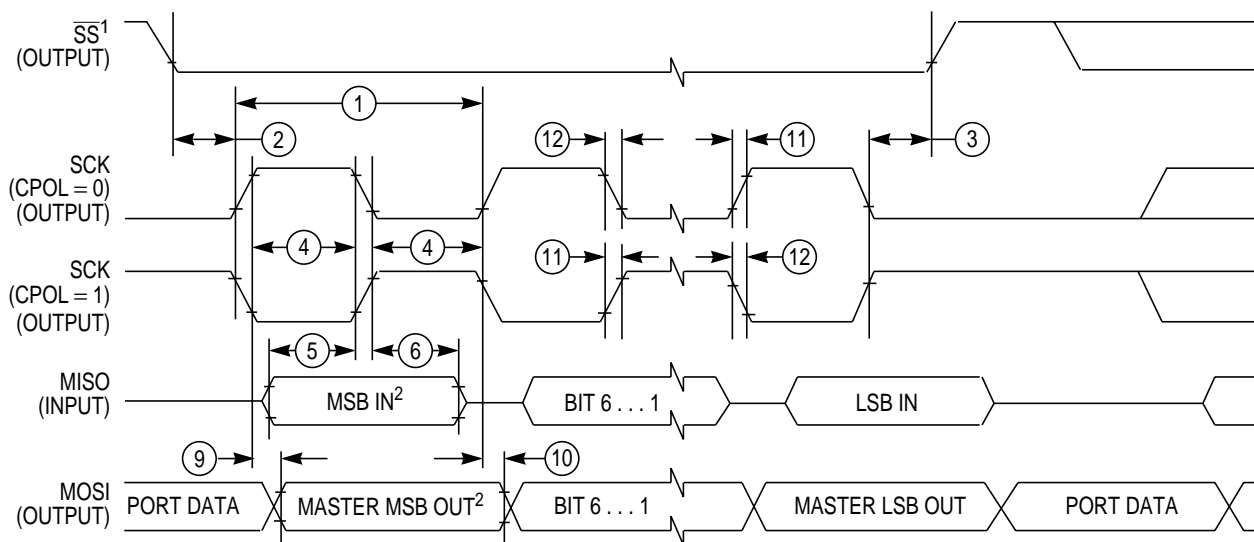 SS¹
(OUTPUT)
1
2
12
11
3
SCK
(CPOL = 0)
(OUTPUT)
4
4
11
12
SCK
(CPOL = 1)
(OUTPUT)
5
6
MISO
(INPUT)
MSB IN²
BIT 6 . . . 1
LSB IN
9
10
MOSI
(OUTPUT)
PORT DATA
MASTER MSB OUT²
BIT 6 . . . 1
MASTER LSB OUT
PORT DATA